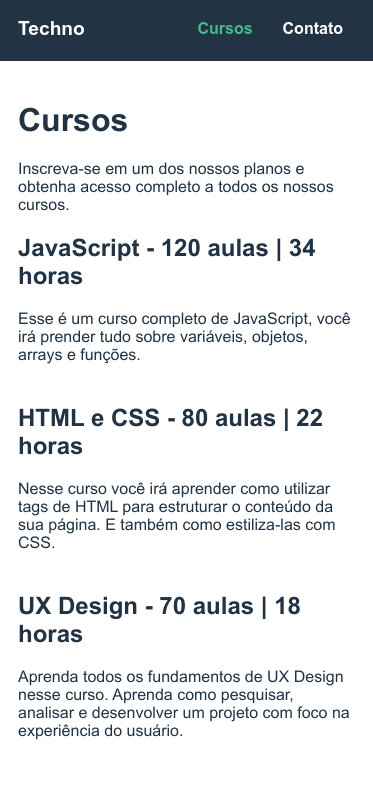 Techno
Cursos
Contato
Cursos
Inscreva-se em um dos nossos planos e
obtenha acesso completo a todos os nossos
cursos.
JavaScript - 120 aulas | 34
horas
Esse é um curso completo de JavaScript, você
irá prender tudo sobre variáveis, objetos,
arrays e funções.
HTML e CSS - 80 aulas | 22
horas
Nesse curso você irá aprender como utilizar
tags de HTML para estruturar o conteúdo da
sua página. E também como estiliza-las com
CSS.
UX Design - 70 aulas | 18
horas
Aprenda todos os fundamentos de UX Design
nesse curso. Aprenda como pesquisar,
analisar e desenvolver um projeto com foco na
experiência do usuário.